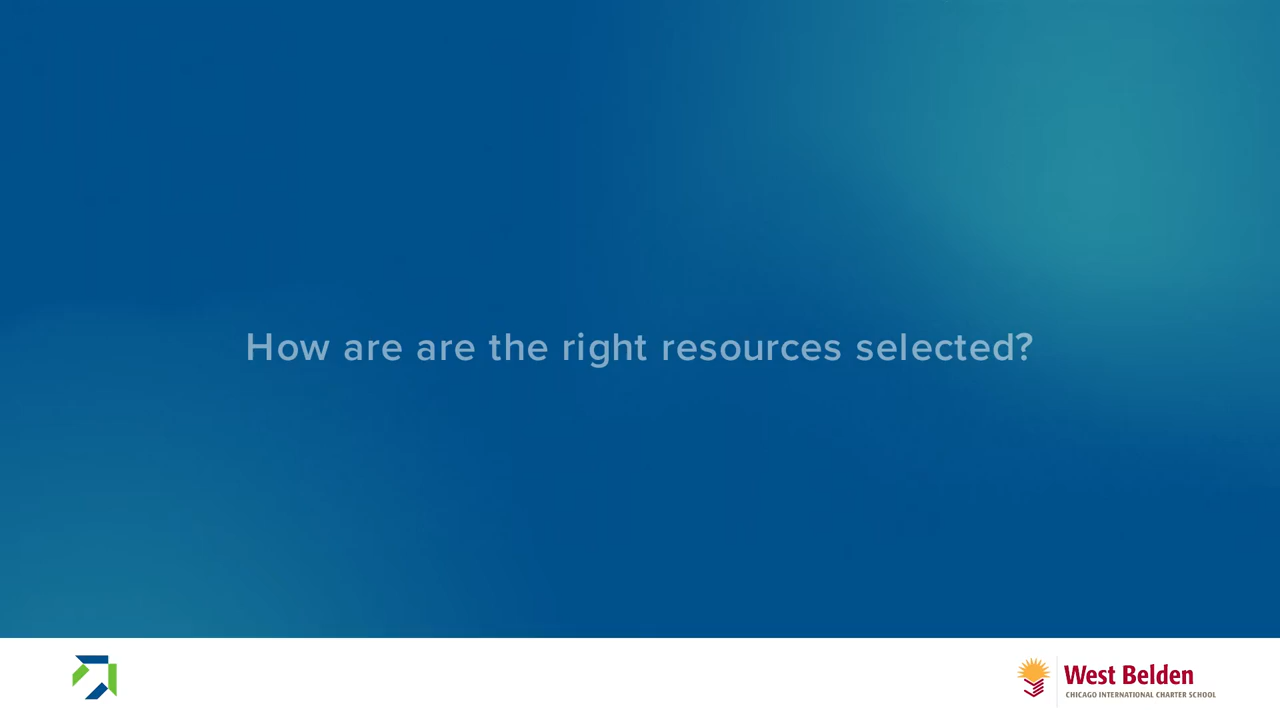 How are are the right resources selected?
West Belden
CHICAGO INTERNATIONAL CHARTER SCHOOL